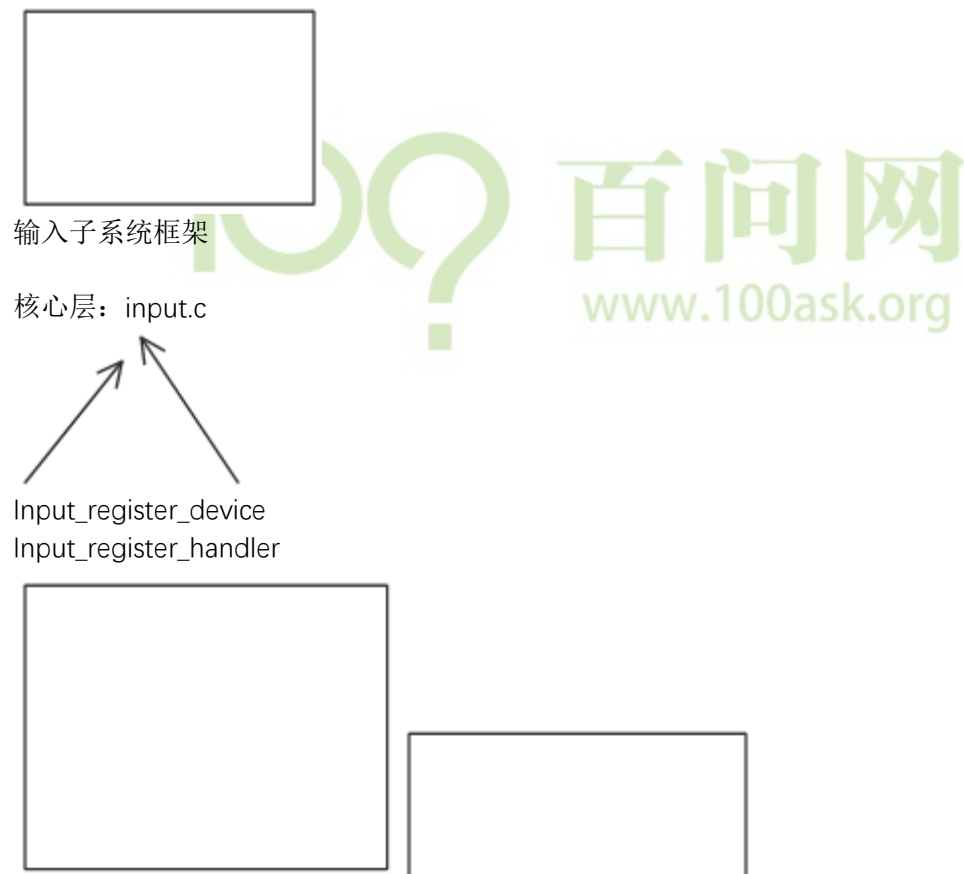 100?百问网
www.100ask.org
输入子系统框架
核心层：input.c
Input_register_device
Input_register_handler